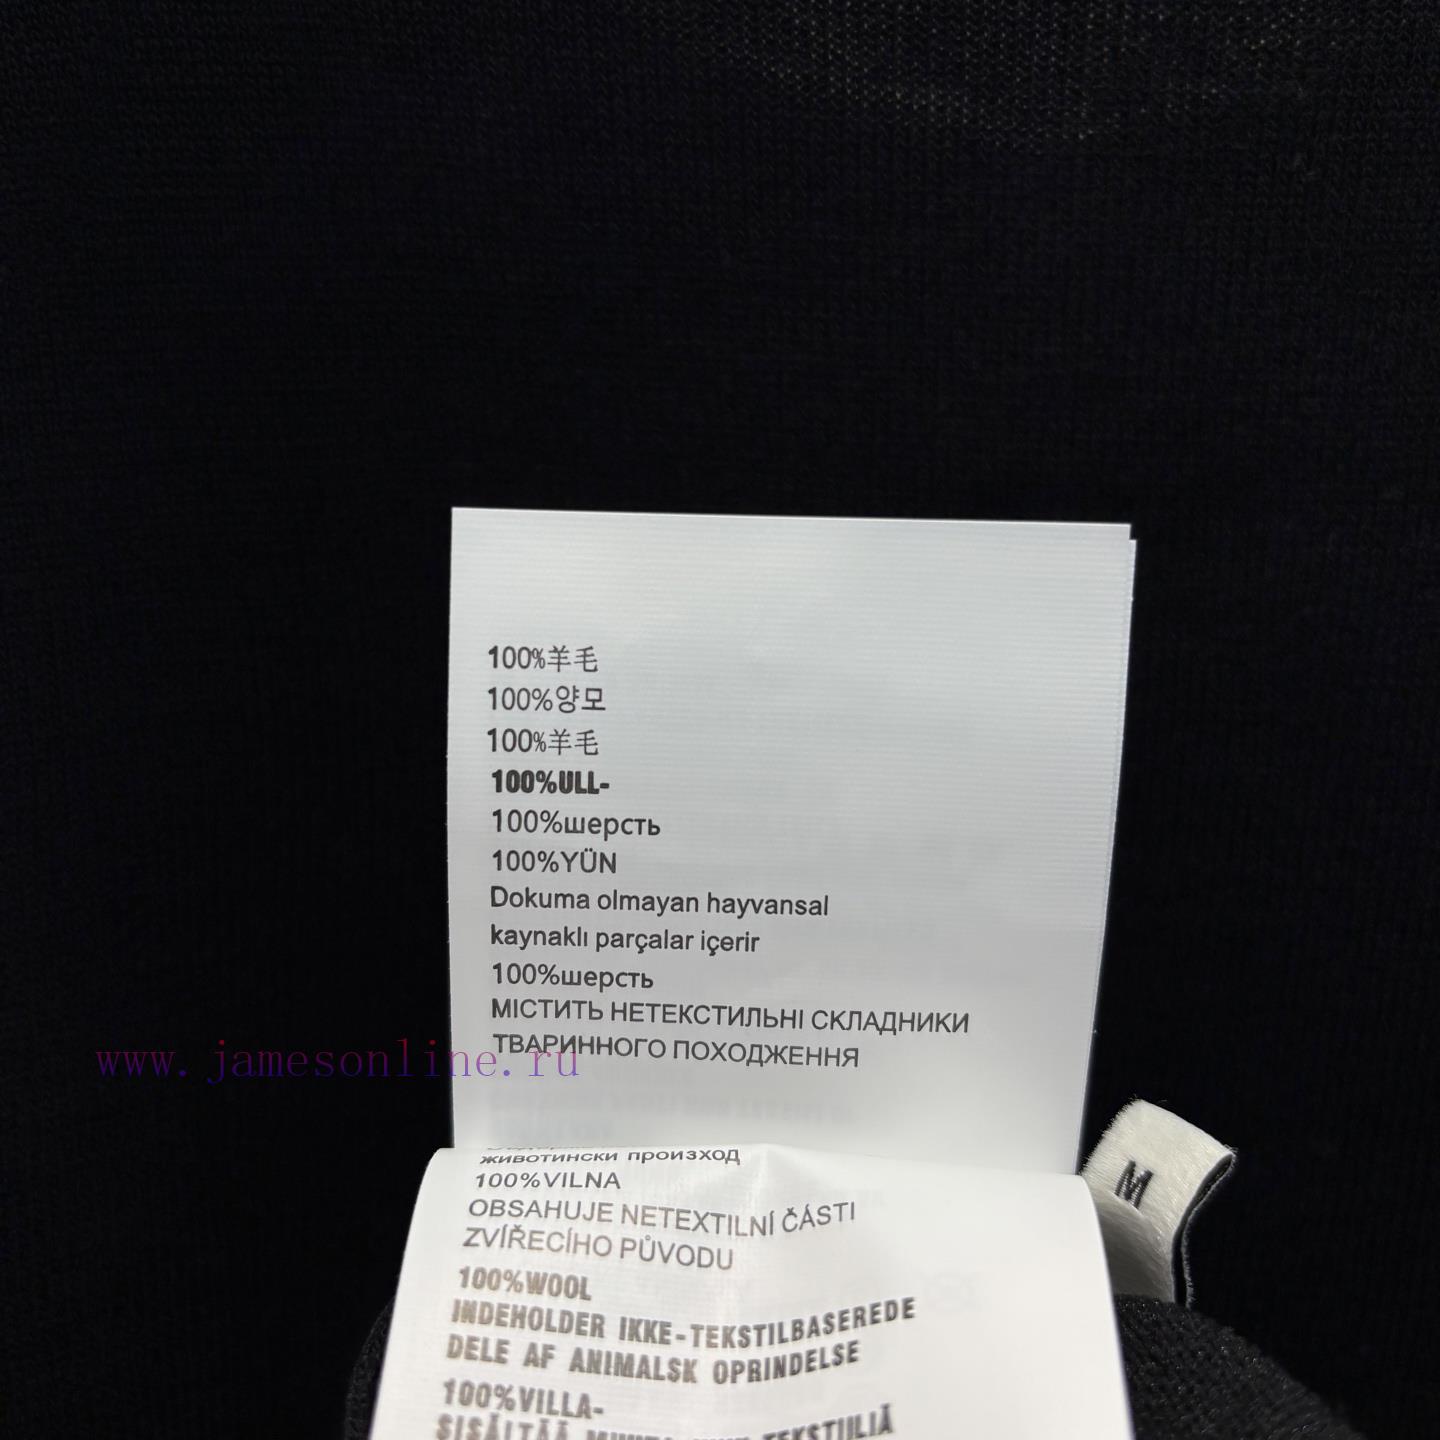 100%羊毛
100%양모
100%羊毛
100%ULL-
100%шерсть
100%YÜN
Dokuma olmayan hayvansal
kaynaklı parçalar içerir
100%шерсть
МІСТИТЬ НЕТЕКСТИЛЬНІ СКЛАДНИКИ
ТВАРИННОГО ПОХОДЖЕННЯ
www.jamesonline.ru
животински произход
100%VILNA
OBSAHUJE NETEXTILNÍ ČÁSTI
ZVÍŘECÍHO PŮVODU
100%WOOL
INDEHOLDER IKKE-TEKSTILBASEREDE
DELE AF ANIMALSK OPRINDELSE
100%VILLA-
SISÄLTÄÄ
M